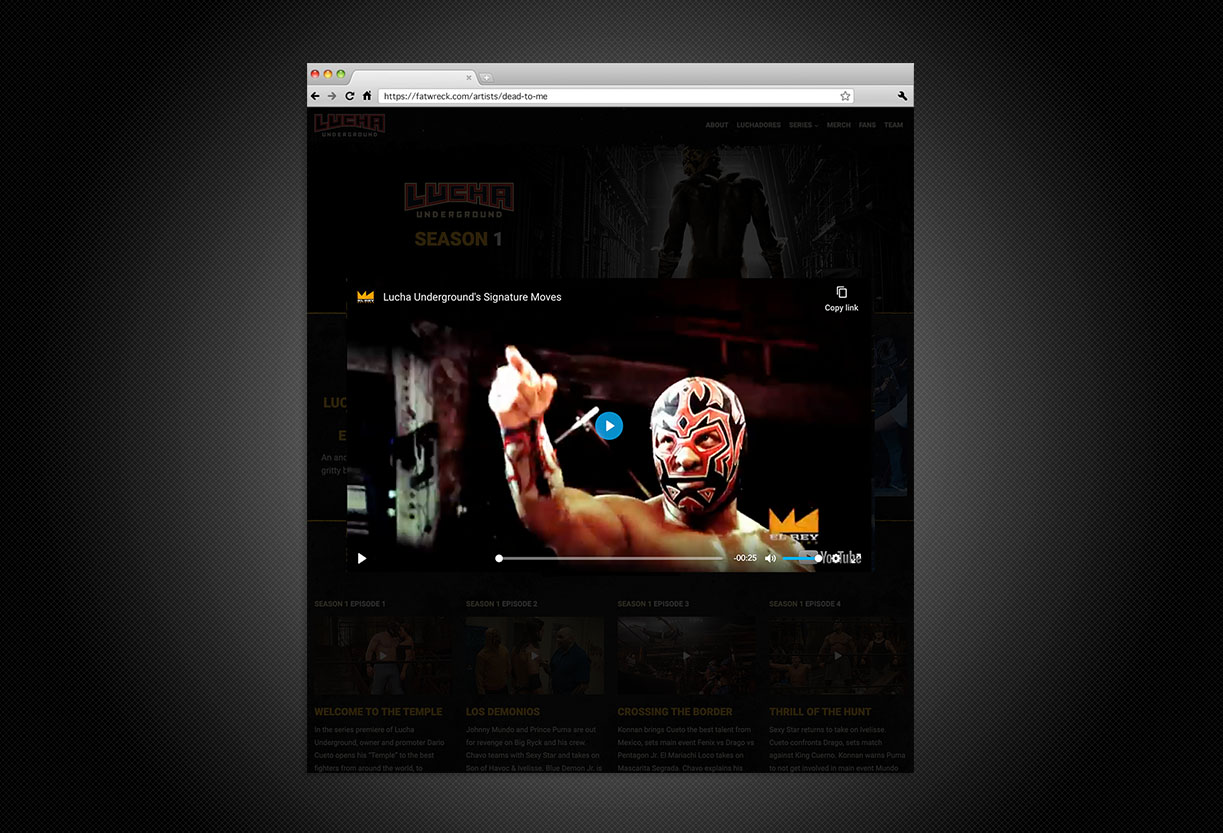 https://fatwreck.com/artists/dead-to-me
LUCHA
UNDERGROUND
ABOUT LUCHADORES SERIES MERCH FANS TEAM
LUCHA
UNDERGROUND
SEASON 1
EL REY
Lucha Underground's Signature Moves
Copy link
LUC
E
An and
gritty b
EL REY
-00:25
YouTube
SEASON 1 EPISODE 1
SEASON 1 EPISODE 2
SEASON 1 EPISODE 3
SEASON 1 EPISODE 4
WELCOME TO THE TEMPLE
In the series premiere of Lucha
Underground, owner and promoter Dario
Cueto opens his "Temple" to the best
fighters from around the world, to
LOS DEMONIOS
Johnny Mundo and Prince Puma are out
for revenge on Big Ryck and his crew.
Chavo teams with Sexy Star and takes on
Son of Havoc & Ivelisse. Blue Demon Jr. is
CROSSING THE BORDER
Konnan brings Cueto the best talent from
Mexico, sets main event Fenix vs Drago vs
Pentagon Jr. El Mariachi Loco takes on
Mascarita Segrada. Chavo explains his
THRILL OF THE HUNT
Sexy Star returns to take on Ivelisse.
Cueto confronts Drago, sets match
against King Cuerno. Konnan warns Puma
to not get involved in main event Mundo